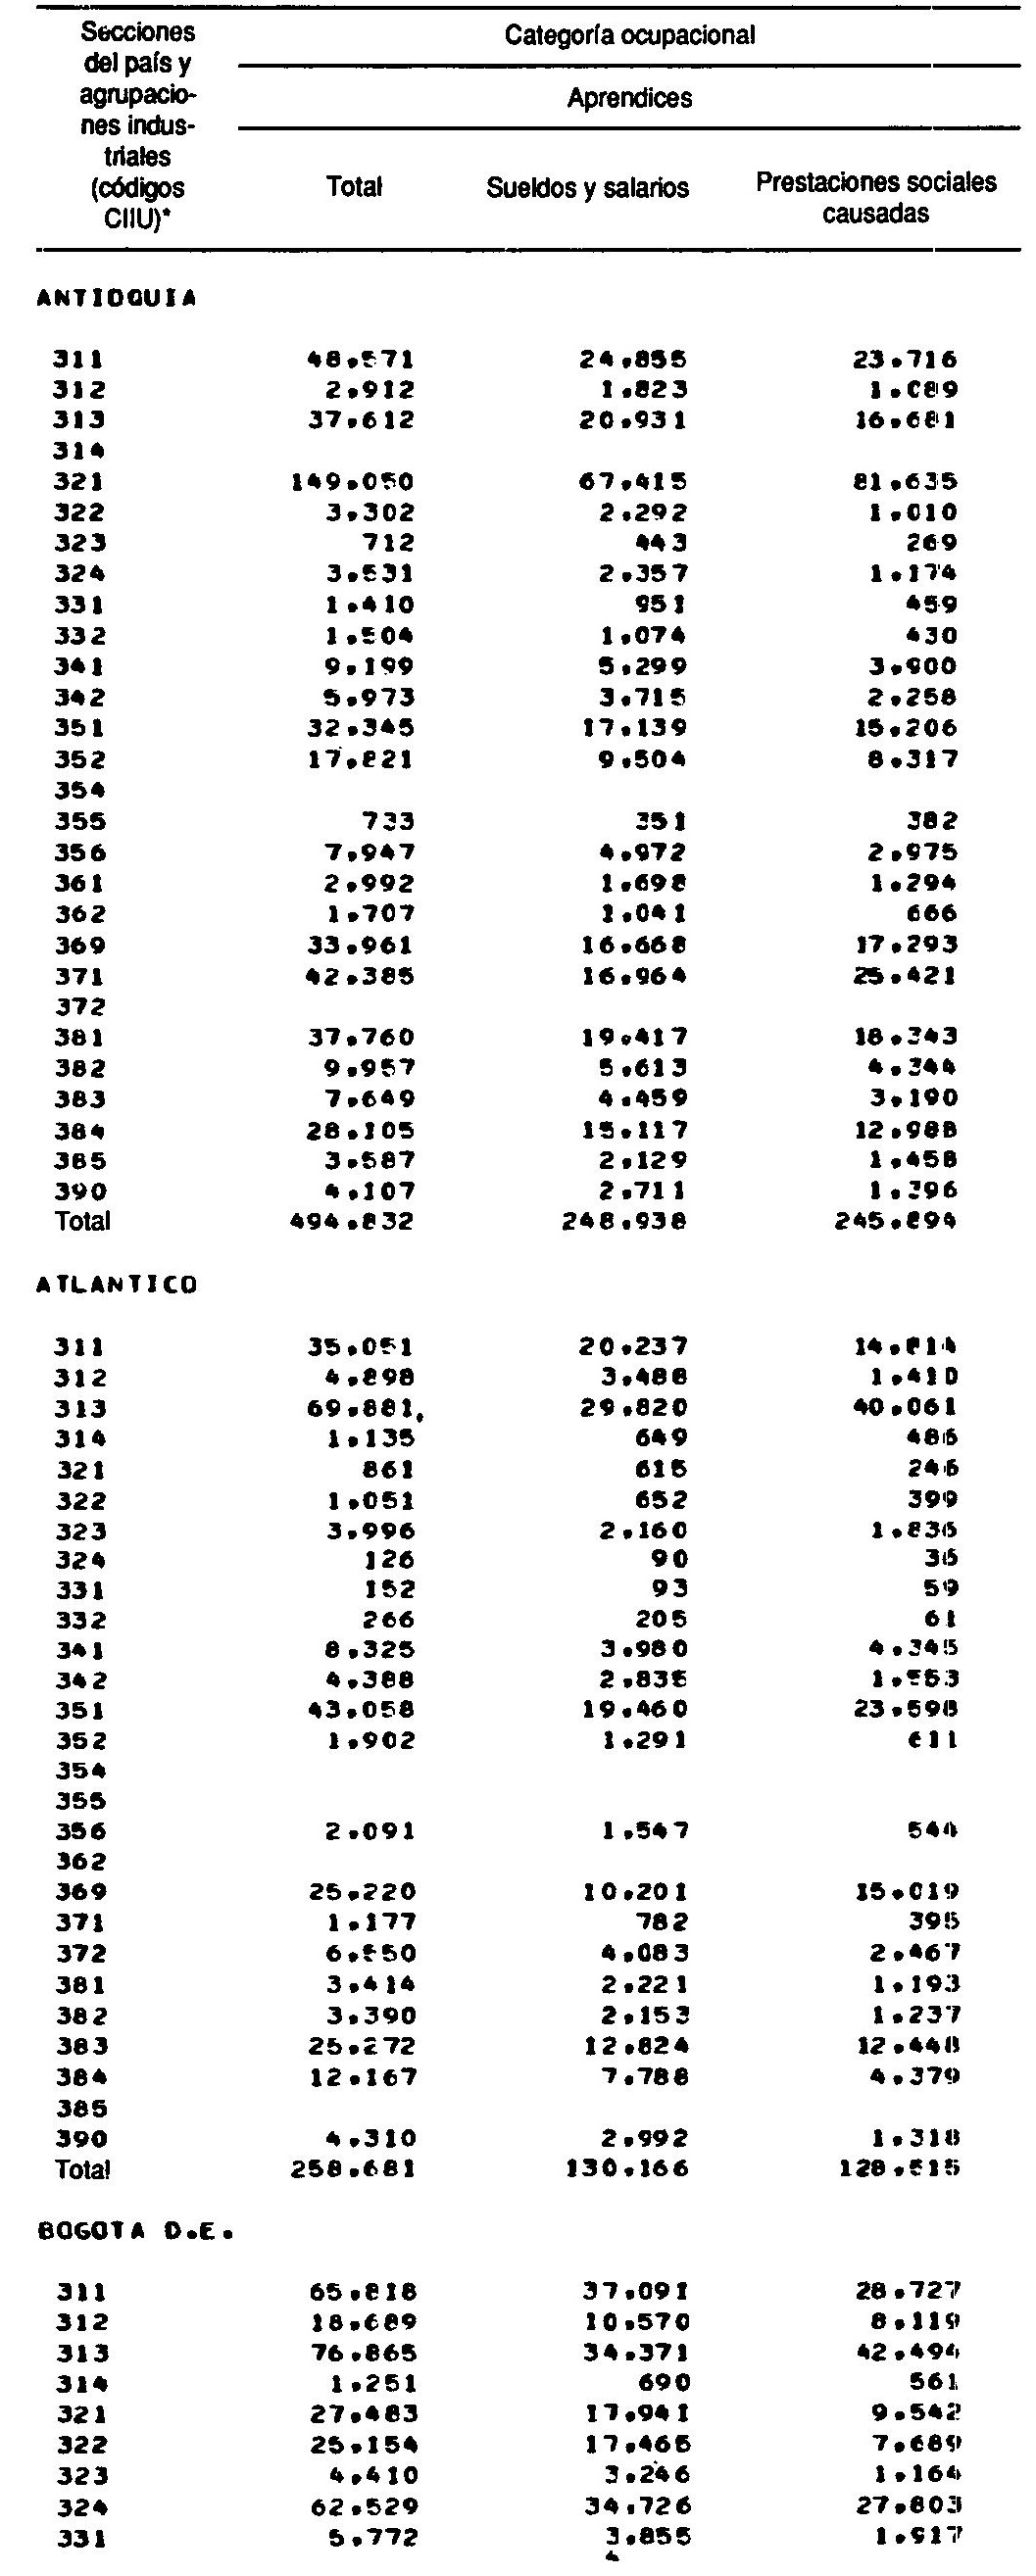 Secciones del país y agrupacio- nes indus- triales (códigos CIIU)*
Categoría ocupacional
Aprendices
Total Sueldos y salarios Prestaciones sociales causadas
ANTIOQUIA
311 48.571 24.855 23.716
312 2.912 1.823 1.089
313 37.612 20.931 16.681
314
321 149.050 67.415 81.635
322 3.302 2.292 1.010
323 712 443 269
324 3.531 2.357 1.174
331 1.410 951 459
332 1.504 1.074 430
341 9.199 5.299 3.900
342 5.973 3.715 2.258
351 32.345 17.139 15.206
352 17.821 9.504 8.317
354
355 733 351 382
356 7.947 4.972 2.975
361 2.992 1.698 1.294
362 1.707 1.041 666
369 33.961 16.668 17.293
371 42.385 16.964 25.421
372
381 37.760 19.417 18.343
382 9.957 5.613 4.344
383 7.649 4.459 3.190
384 28.105 15.117 12.988
385 3.587 2.129 1.458
390 4.107 2.711 1.396
Total 494.832 248.938 245.894
ATLANTICO
311 35.051 20.237 14.814
312 4.898 3.488 1.410
313 69.881 29.820 40.061
314 1.135 649 486
321 861 615 246
322 1.051 652 399
323 3.996 2.160 1.836
324 126 90 36
331 152 93 59
332 266 205 61
341 8.325 3.980 4.345
342 4.388 2.835 1.553
351 43.058 19.460 23.598
352 1.902 1.291 611
354
355
356 2.091 1.547 544
362
369 25.220 10.201 15.019
371 1.177 782 395
372 6.550 4.083 2.467
381 3.414 2.221 1.193
382 3.390 2.153 1.237
383 25.272 12.824 12.448
384 12.167 7.788 4.379
385
390 4.310 2.992 1.318
Total 258.681 130.166 128.515
BOGOTA D.E.
311 65.818 37.091 28.727
312 18.689 10.570 8.119
313 76.865 34.371 42.494
314 1.251 690 561
321 27.483 17.941 9.542
322 25.154 17.465 7.689
323 4.410 3.246 1.164
324 62.529 34.726 27.803
331 5.772 3.855 1.917